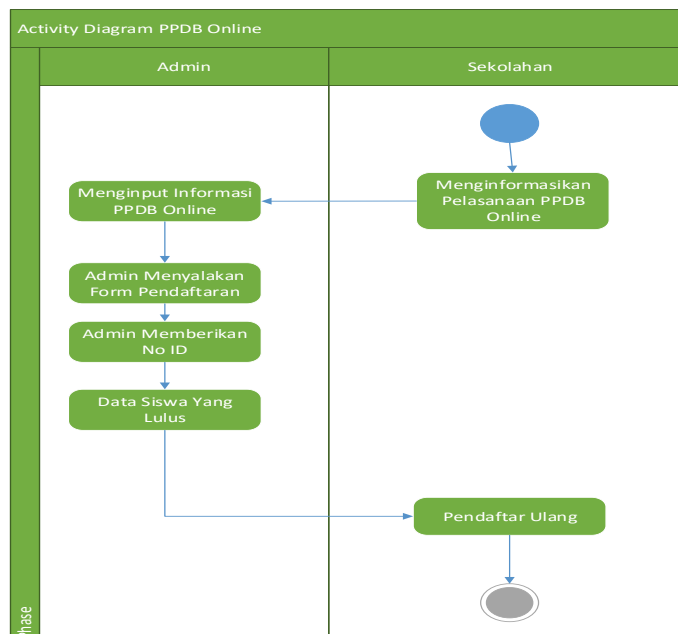 Activity Diagram PPDB Online
Admin
Sekolahan
Menginformasikan
Pelasanaan PPDB
Online
Menginput Informasi
PPDB Online
Admin Menyalakan
Form Pendaftaran
Admin Memberikan
No ID
Data Siswa Yang
Lulus
Pendaftar Ulang
Phase